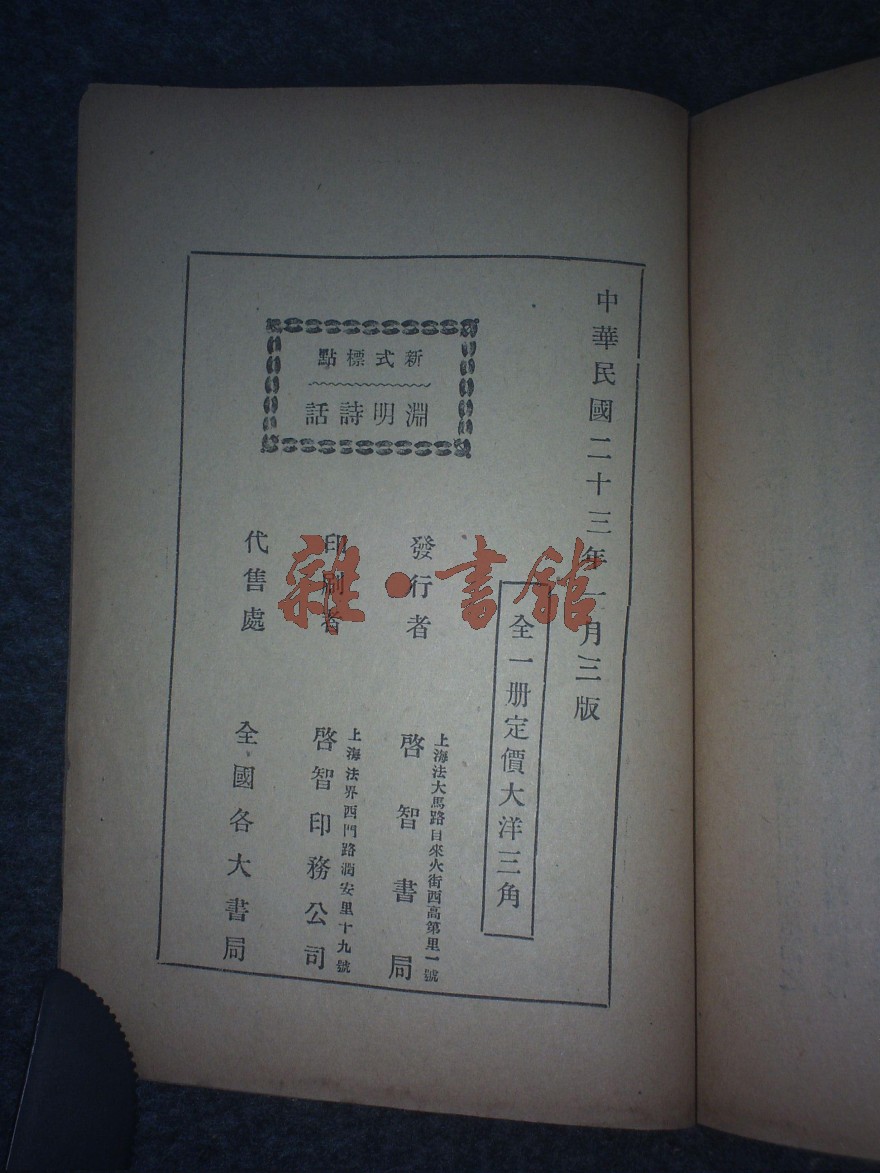 中華民國二十三年一月三版
全一册定價大洋三角
新式標點
淵明詩話
發行者
上海法大馬路自來火街西高第里一號
啓智書局
印刷者
上海法界西門路潤安里十九號
啓智印務公司
代售處
全國各大書局
雜·書館